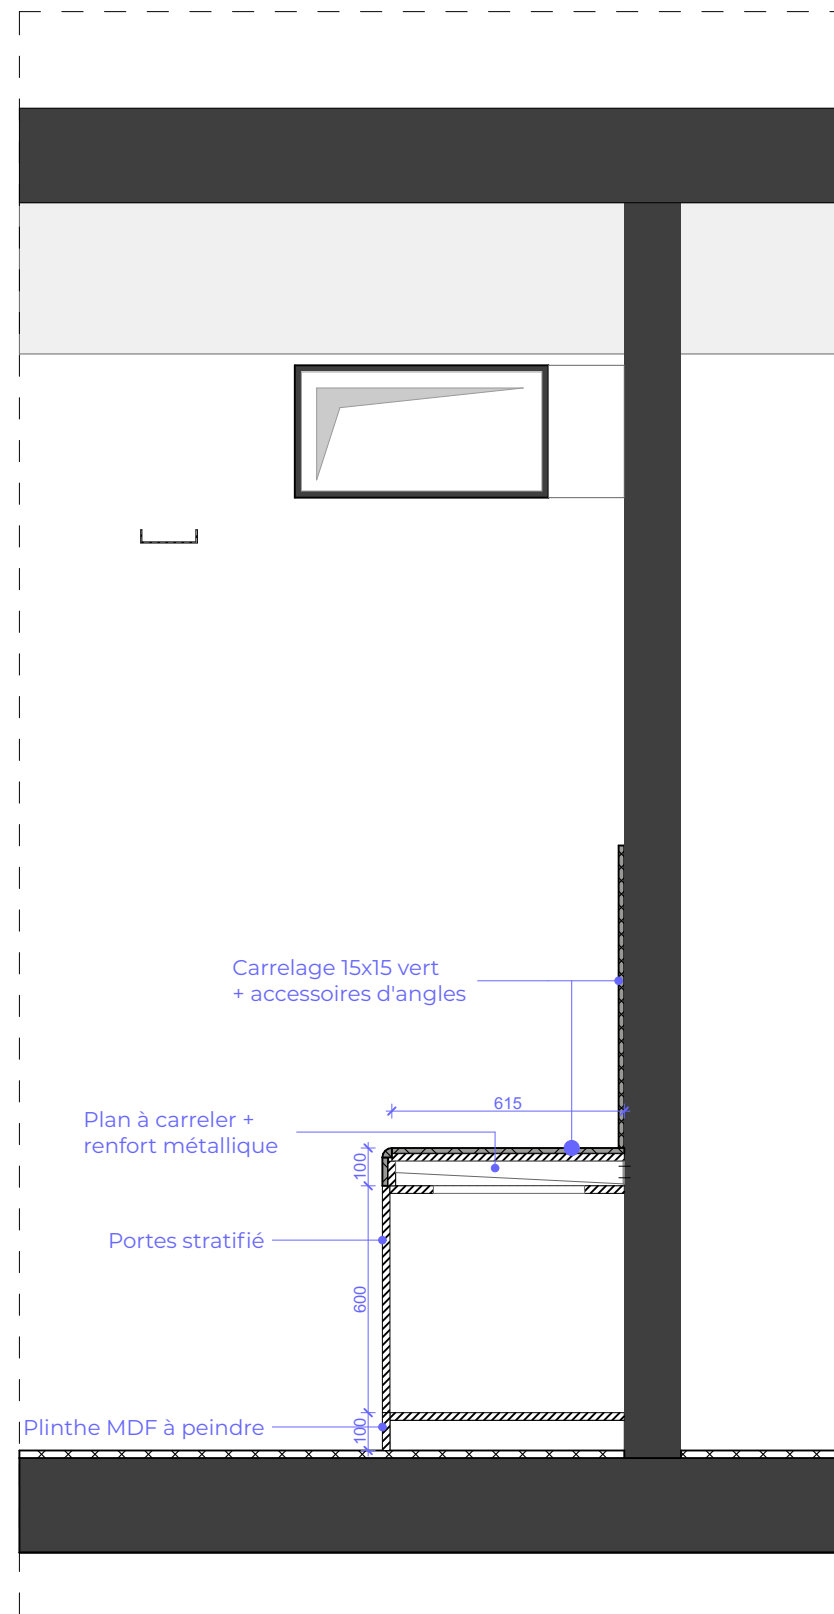 Carrelage 15x15 vert
+ accessoires d'angles
615
Plan à carreler +
renfort métallique
100
Portes stratifié
600
Plinthe MDF à peindre
100